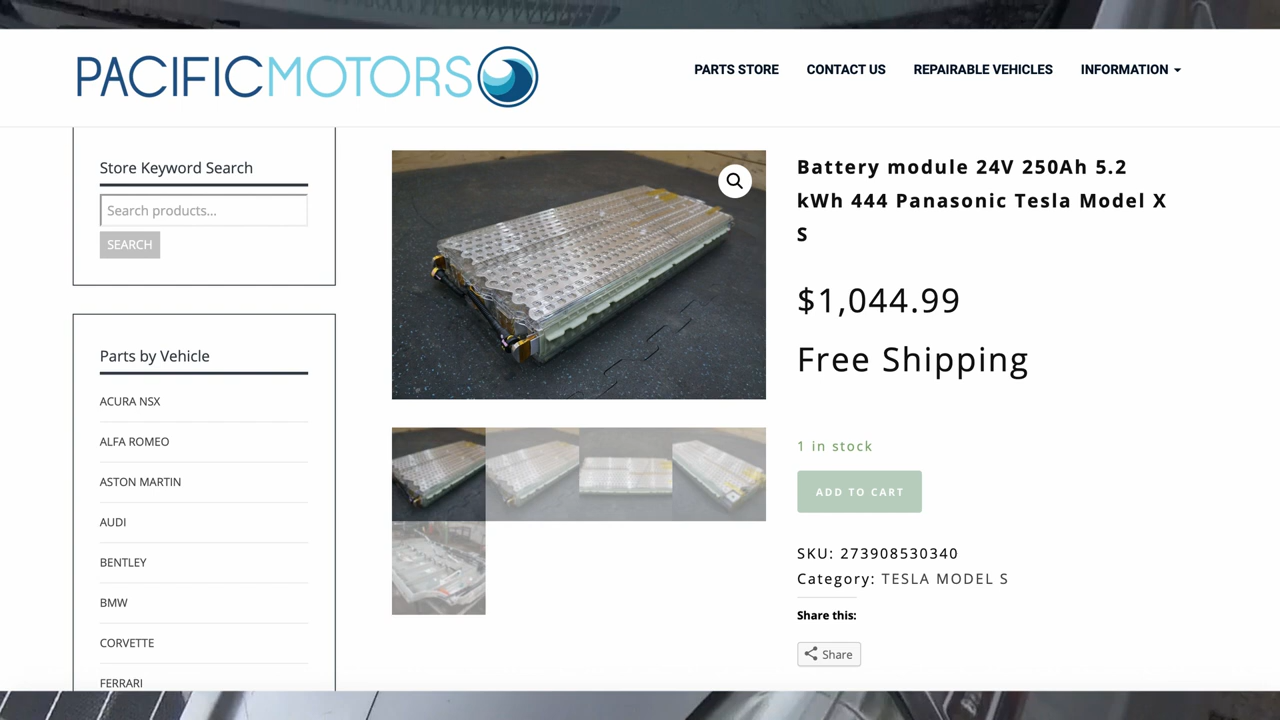 PACIFICMOTORS
PARTS STORE
CONTACT US
REPAIRABLE VEHICLES
INFORMATION
Store Keyword Search
Search products...
SEARCH
Parts by Vehicle
ACURA NSX
ALFA ROMEO
ASTON MARTIN
AUDI
BENTLEY
BMW
CORVETTE
FERRARI
Battery module 24V 250Ah 5.2
kWh 444 Panasonic Tesla Model X
S
$1,044.99
Free Shipping
1 in stock
ADD TO CART
SKU: 273908530340
Category: TESLA MODEL S
Share this:
Share